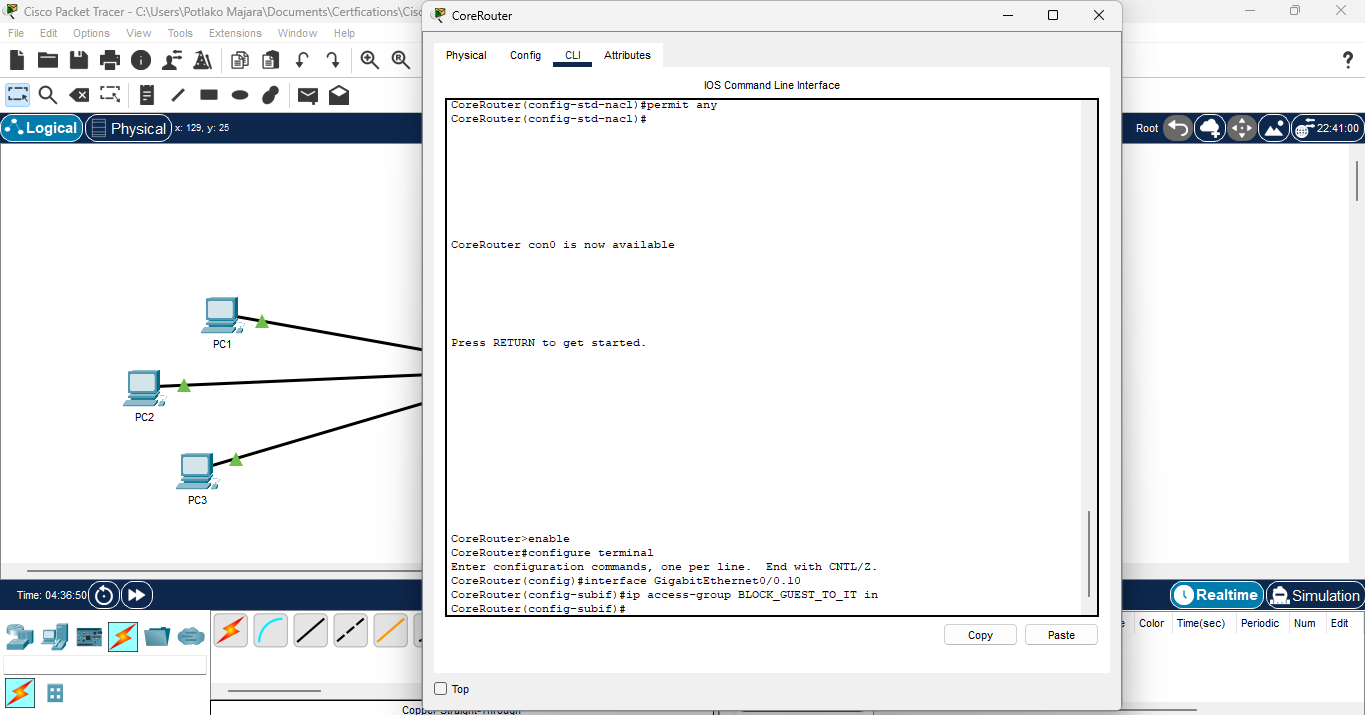 Cisco Packet Tracer - C:\Users\Potlako Majara\Documents\Certfications\Cisc
File Edit Options View Tools Extensions Window Help
Logical
Physical
x: 129, y: 25
PC1
PC2
PC3
CoreRouter
Physical Config CLI Attributes
IOS Command Line Interface
CoreRouter(config-std-nacl)#permit any
CoreRouter(config-std-nacl)#
CoreRouter con0 is now available
Press RETURN to get started.
CoreRouter>enable
CoreRouter#configure terminal
Enter configuration commands, one per line. End with CNTL/Z.
CoreRouter(config)#interface GigabitEthernet0/0.10
CoreRouter(config-subif)#ip access-group BLOCK_GUEST_TO_IT in
CoreRouter(config-subif)#
Copy Paste
Top
Root
22:41:00
Time: 04:36:50
Realtime
Simulation
Color Time(sec) Periodic Num Edit
Copper Straight-Through